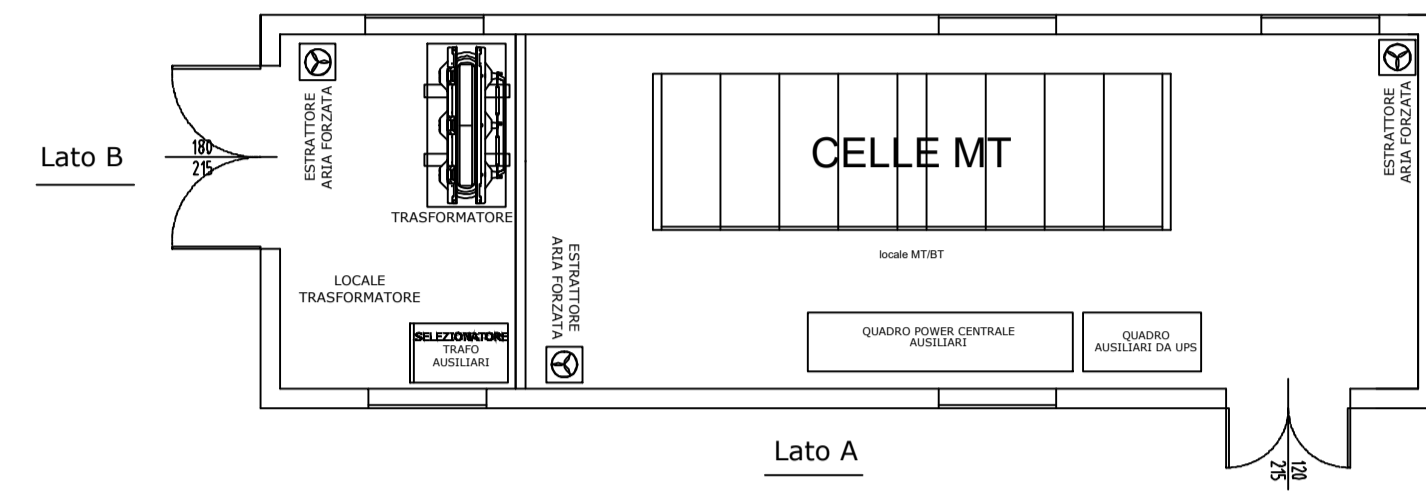 Lato B
180
215
ESTRATTORE
ARIA FORZATA
TRASFORMATORE
LOCALE
TRASFORMATORE
SELEZIONATORE
TRAFO
AUSILIARI
ESTRATTORE
ARIA FORZATA
CELLE MT
locale MT/BT
QUADRO POWER CENTRALE
AUSILIARI
QUADRO
AUSILIARI DA UPS
ESTRATTORE
ARIA FORZATA
Lato A
120
215